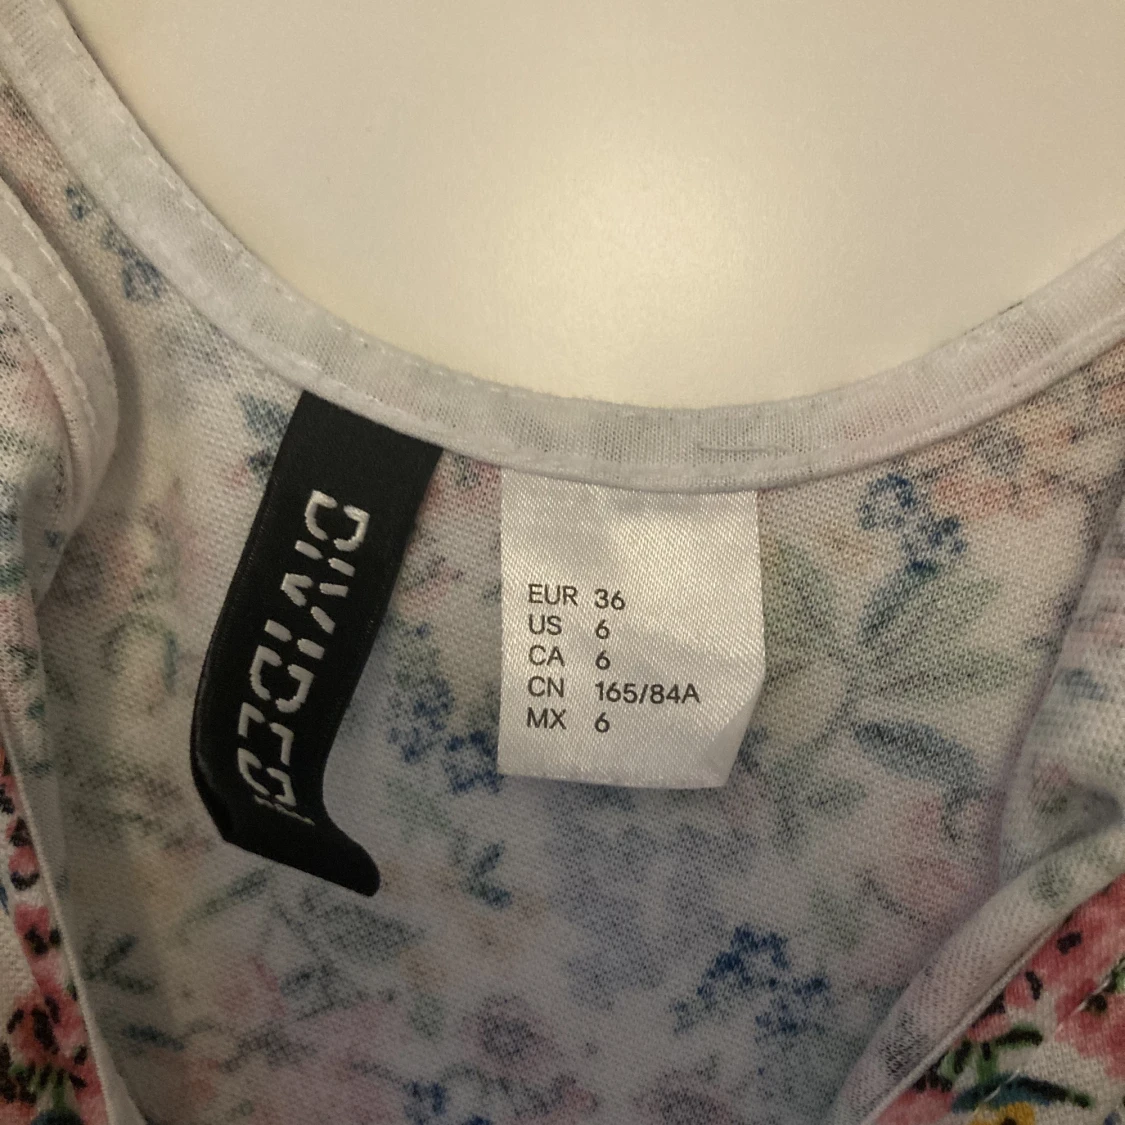 DIVIDED
EUR 36
US 6
CA 6
CN 165/84A
MX 6